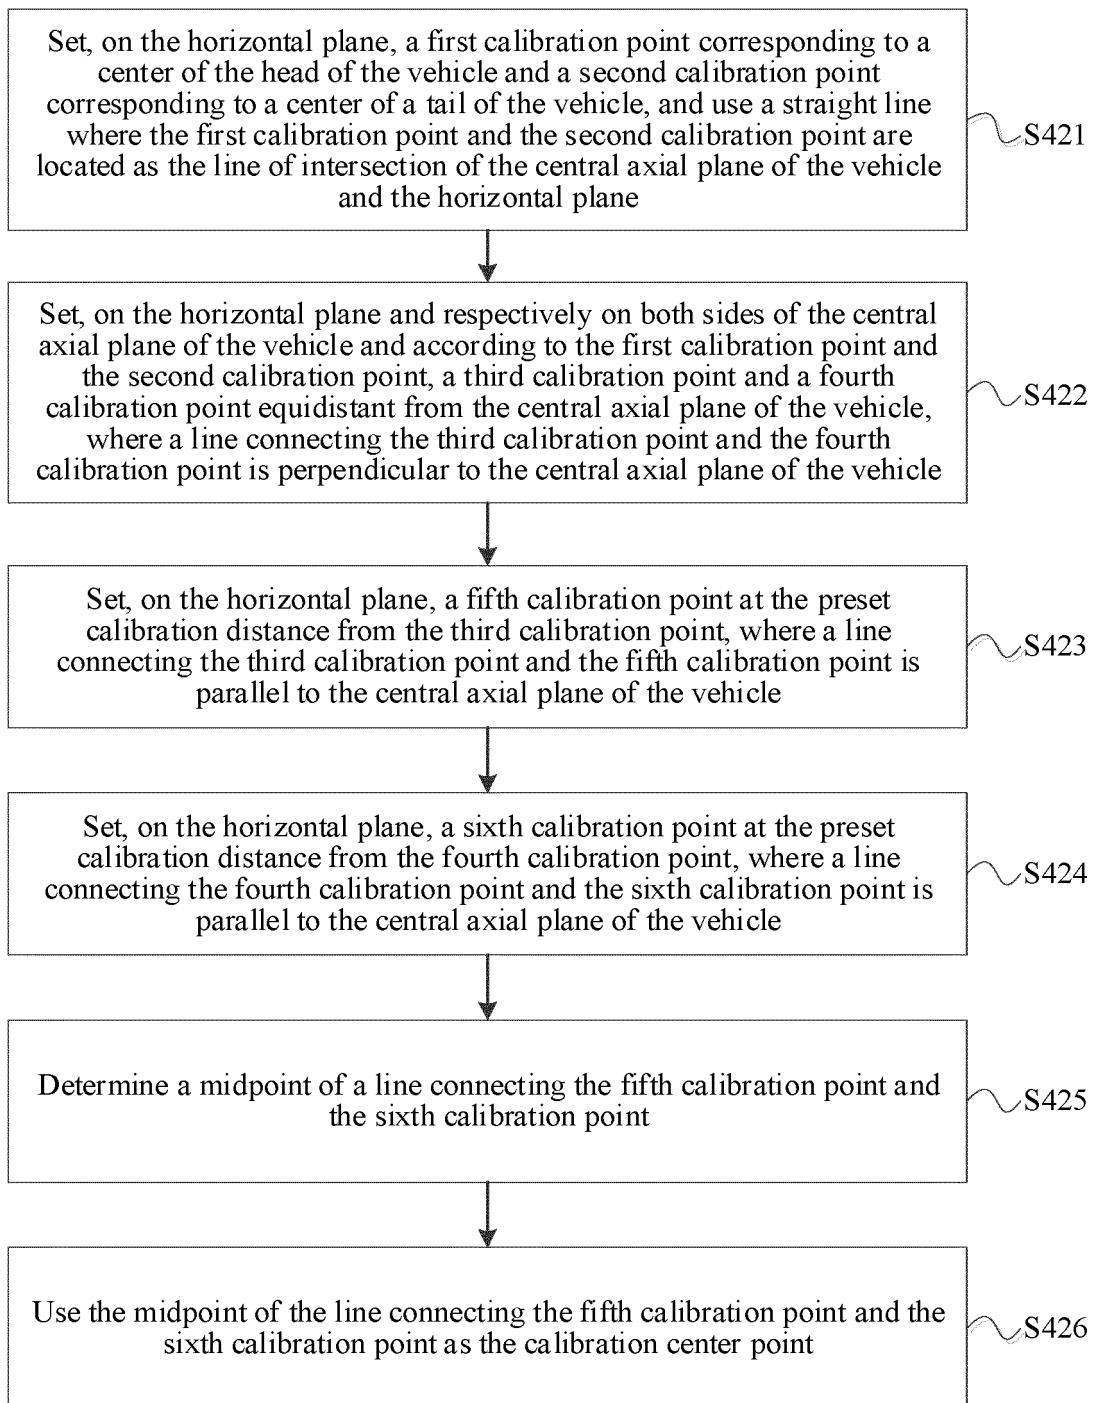 Set, on the horizontal plane, a first calibration point corresponding to a
center of the head of the vehicle and a second calibration point
corresponding to a center of a tail of the vehicle, and use a straight line
where the first calibration point and the second calibration point are
located as the line of intersection of the central axial plane of the vehicle
and the horizontal plane
S421
Set, on the horizontal plane and respectively on both sides of the central
axial plane of the vehicle and according to the first calibration point and
the second calibration point, a third calibration point and a fourth
calibration point equidistant from the central axial plane of the vehicle,
where a line connecting the third calibration point and the fourth
calibration point is perpendicular to the central axial plane of the vehicle
S422
Set, on the horizontal plane, a fifth calibration point at the preset
calibration distance from the third calibration point, where a line
connecting the third calibration point and the fifth calibration point is
parallel to the central axial plane of the vehicle
S423
Set, on the horizontal plane, a sixth calibration point at the preset
calibration distance from the fourth calibration point, where a line
connecting the fourth calibration point and the sixth calibration point is
parallel to the central axial plane of the vehicle
S424
Determine a midpoint of a line connecting the fifth calibration point and
the sixth calibration point
S425
Use the midpoint of the line connecting the fifth calibration point and the
sixth calibration point as the calibration center point
S426